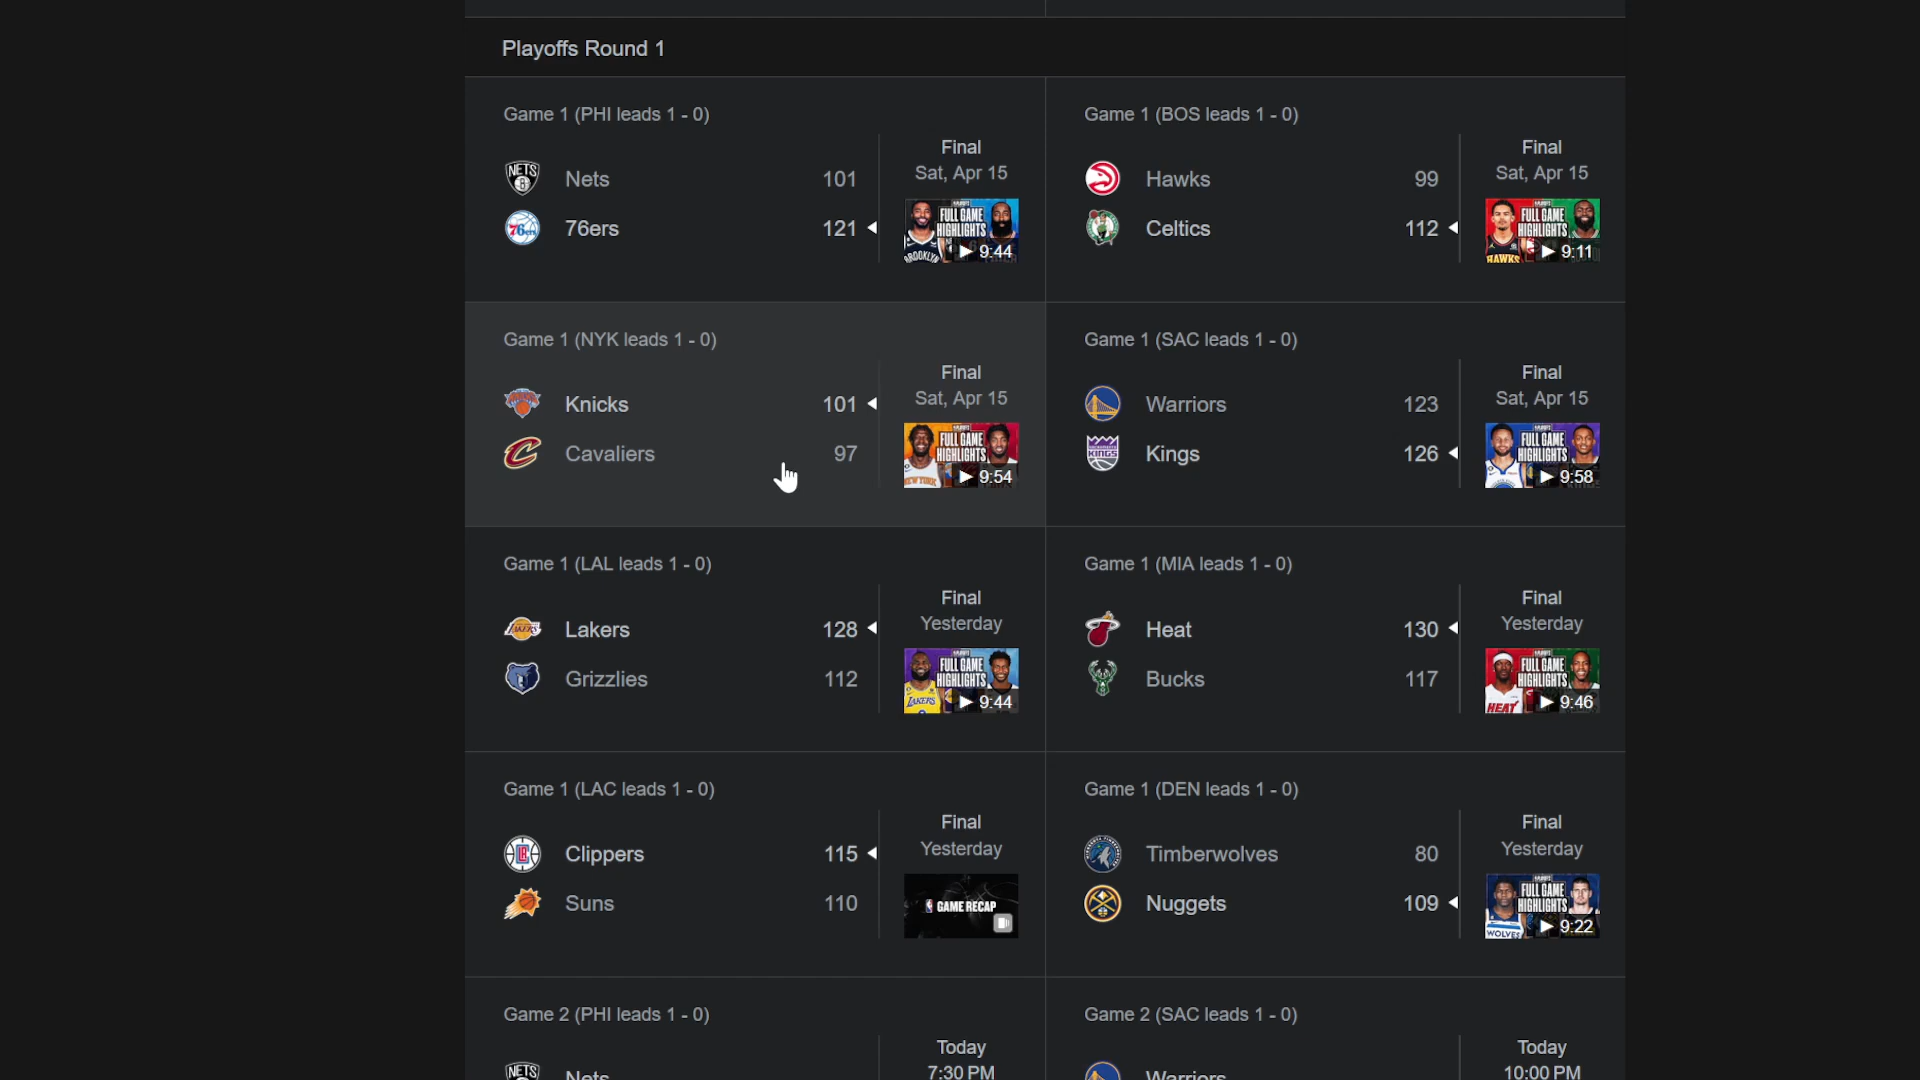 Playoffs Round 1
Game 1 (PHI leads 1 - 0)
Nets 101
76ers 121
Final
Sat, Apr 15
FULL GAME
HIGHLIGHTS
BROOKLYN
9:44
Game 1 (BOS leads 1 - 0)
Hawks 99
Celtics 112
Final
Sat, Apr 15
FULL GAME
HIGHLIGHTS
HAWKS
9:11
Game 1 (NYK leads 1 - 0)
Knicks 101
Cavaliers 97
Final
Sat, Apr 15
FULL GAME
HIGHLIGHTS
NEW YORK
9:54
Game 1 (SAC leads 1 - 0)
Warriors 123
Kings 126
Final
Sat, Apr 15
FULL GAME
HIGHLIGHTS
9:58
Game 1 (LAL leads 1 - 0)
Lakers 128
Grizzlies 112
Final
Yesterday
FULL GAME
HIGHLIGHTS
LAKERS
9:44
Game 1 (MIA leads 1 - 0)
Heat 130
Bucks 117
Final
Yesterday
FULL GAME
HIGHLIGHTS
HEAT
9:46
Game 1 (LAC leads 1 - 0)
Clippers 115
Suns 110
Final
Yesterday
GAME RECAP
Game 1 (DEN leads 1 - 0)
Timberwolves 80
Nuggets 109
Final
Yesterday
FULL GAME
HIGHLIGHTS
WOLVES
9:22
Game 2 (PHI leads 1 - 0)
Nets
Today
7:30 PM
Game 2 (SAC leads 1 - 0)
Warriors
Today
10:00 PM